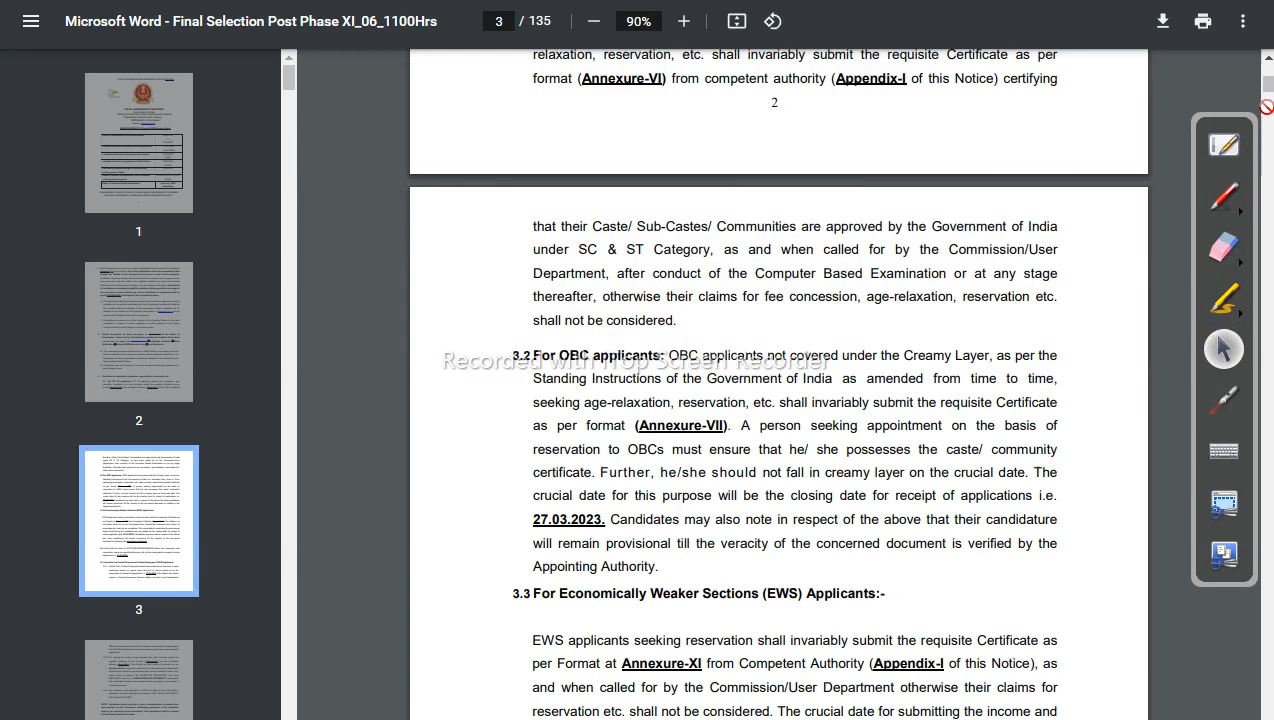 Microsoft Word - Final Selection Post Phase XI_06_1100Hrs
3 / 135
90%
relaxation, reservation, etc. shall invariably submit the requisite Certificate as per
format (Annexure-VI) from competent authority (Appendix-I of this Notice) certifying
2
that their Caste/ Sub-Castes/ Communities are approved by the Government of India
under SC & ST Category, as and when called for by the Commission/User
Department, after conduct of the Computer Based Examination or at any stage
thereafter, otherwise their claims for fee concession, age-relaxation, reservation etc.
shall not be considered.
3.2 For OBC applicants: OBC applicants not covered under the Creamy Layer, as per the
Recorded with iTop Screen Recorder
Standing Instructions of the Government of India as amended from time to time,
seeking age-relaxation, reservation, etc. shall invariably submit the requisite Certificate
as per format (Annexure-VII). A person seeking appointment on the basis of
reservation to OBCs must ensure that he/ she possesses the caste/ community
certificate. Further, he/she should not fall in creamy layer on the crucial date. The
crucial date for this purpose will be the closing date for receipt of applications i.e.
27.03.2023. Candidates may also note in respect of the above that their candidature
will remain provisional till the veracity of the concerned document is verified by the
Appointing Authority.
3.3 For Economically Weaker Sections (EWS) Applicants:-
EWS applicants seeking reservation shall invariably submit the requisite Certificate as
per Format at Annexure-XI from Competent Authority (Appendix-I of this Notice), as
and when called for by the Commission/User Department otherwise their claims for
reservation etc. shall not be considered. The crucial date for submitting the income and
1
2
3